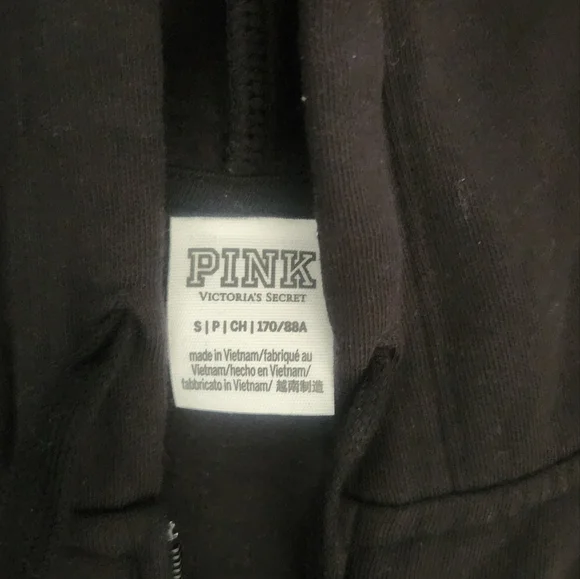 PINK
VICTORIA'S SECRET
S | P | CH | 170/88A
made in Vietnam/fabriqué au
Vietnam/hecho en Vietnam/
fabbricato in Vietnam/ 越南制造